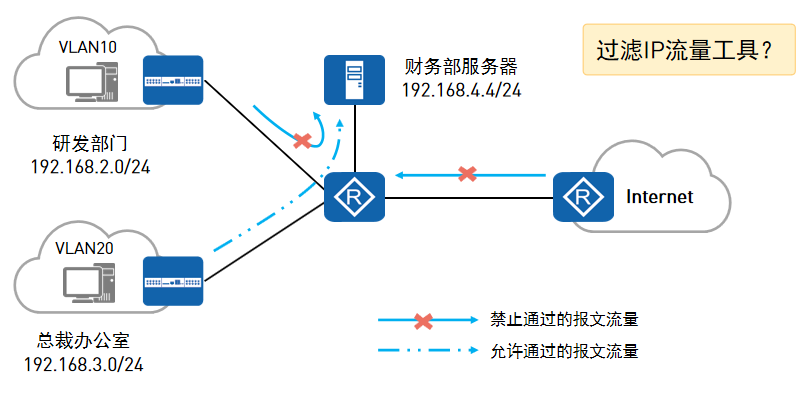 VLAN10
过滤IP流量工具？
财务部服务器
192.168.4.4/24
研发部门
192.168.2.0/24
R
R
Internet
VLAN20
总裁办公室
192.168.3.0/24
禁止通过的报文流量
允许通过的报文流量